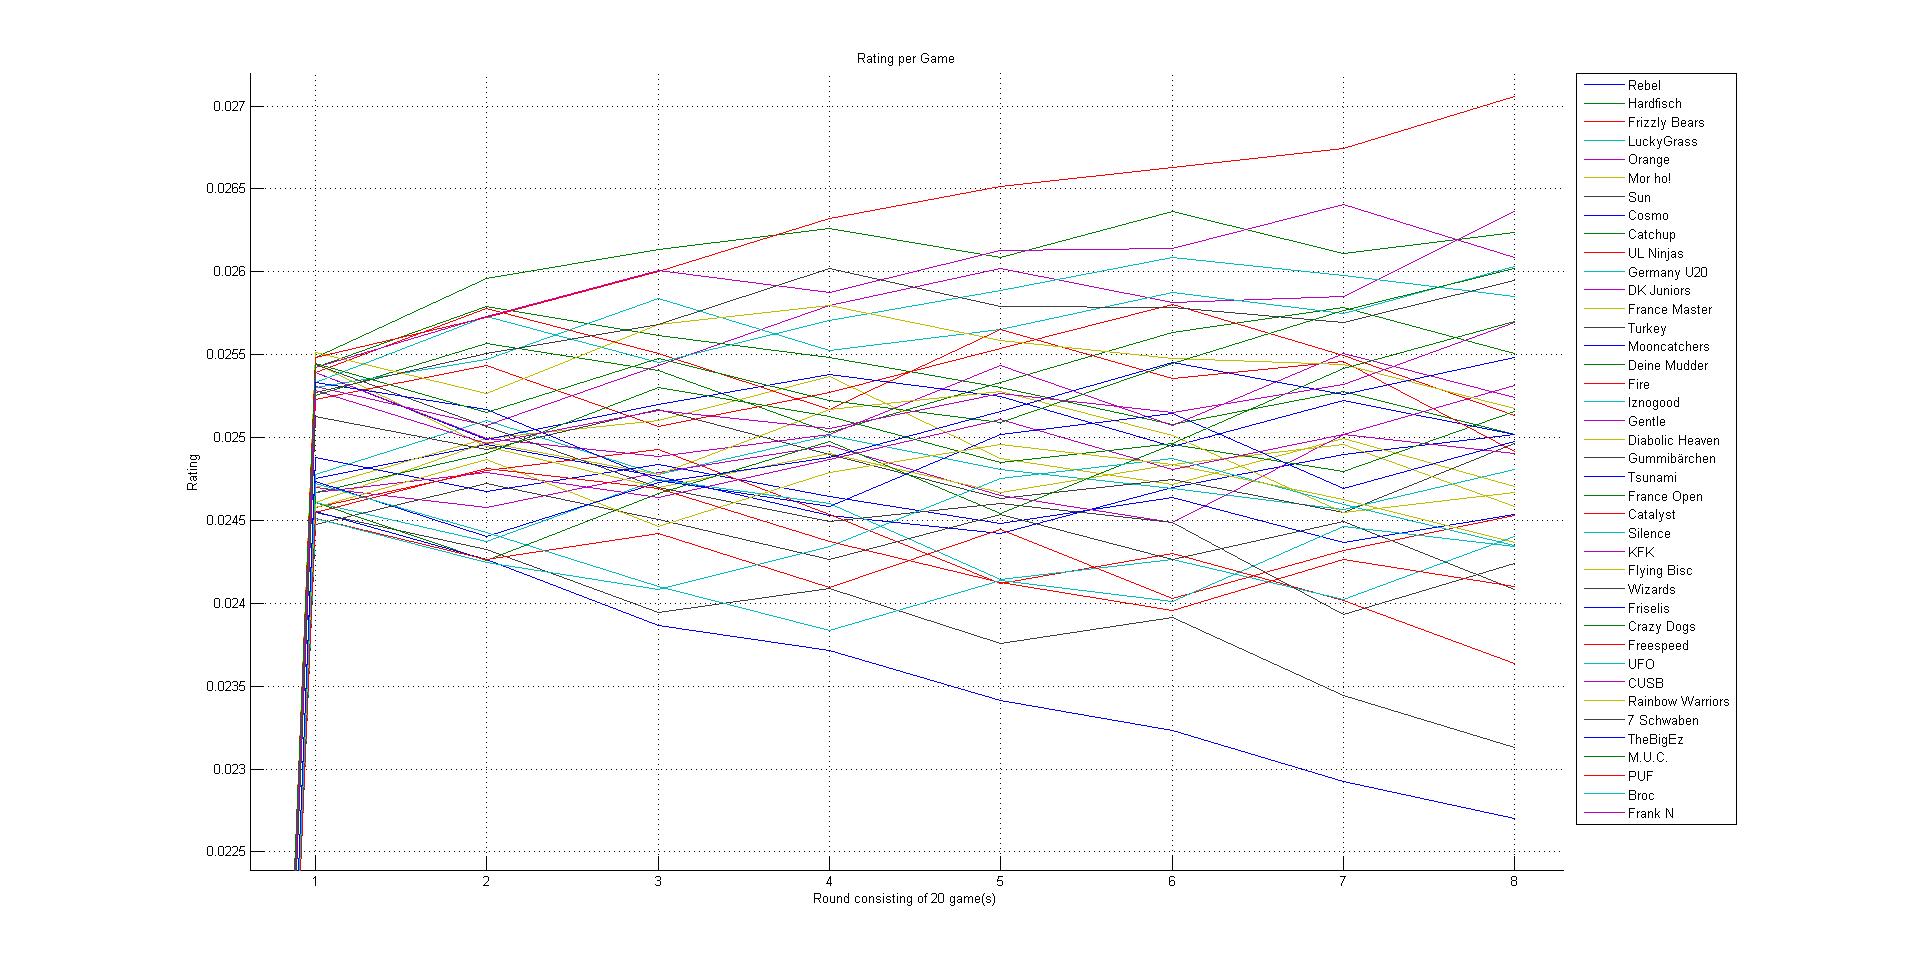 Rating per Game
0.027
0.0265
0.026
0.0255
0.025
0.0245
0.024
0.0235
0.023
0.0225
Rating
1 2 3 4 5 6 7 8
Round consisting of 20 game(s)
Rebel
Hardfisch
Frizzly Bears
LuckyGrass
Orange
Mor ho!
Sun
Cosmo
Catchup
UL Ninjas
Germany U20
DK Juniors
France Master
Turkey
Mooncatchers
Deine Mudder
Fire
Iznogood
Gentle
Diabolic Heaven
Gummibärchen
Tsunami
France Open
Catalyst
Silence
KFK
Flying Bisc
Wizards
Friselis
Crazy Dogs
Freespeed
UFO
CUSB
Rainbow Warriors
7 Schwaben
TheBigEz
M.U.C.
PUF
Broc
Frank N